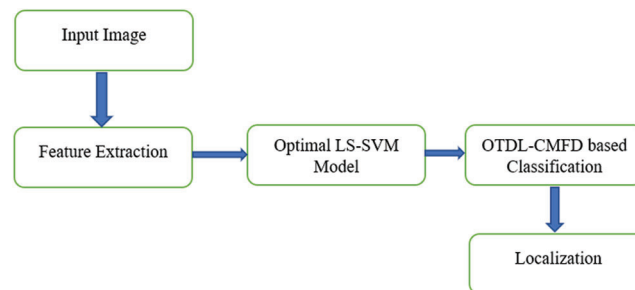 Input Image
Feature Extraction
Optimal LS-SVM
Model
OTDL-CMFD based
Classification
Localization